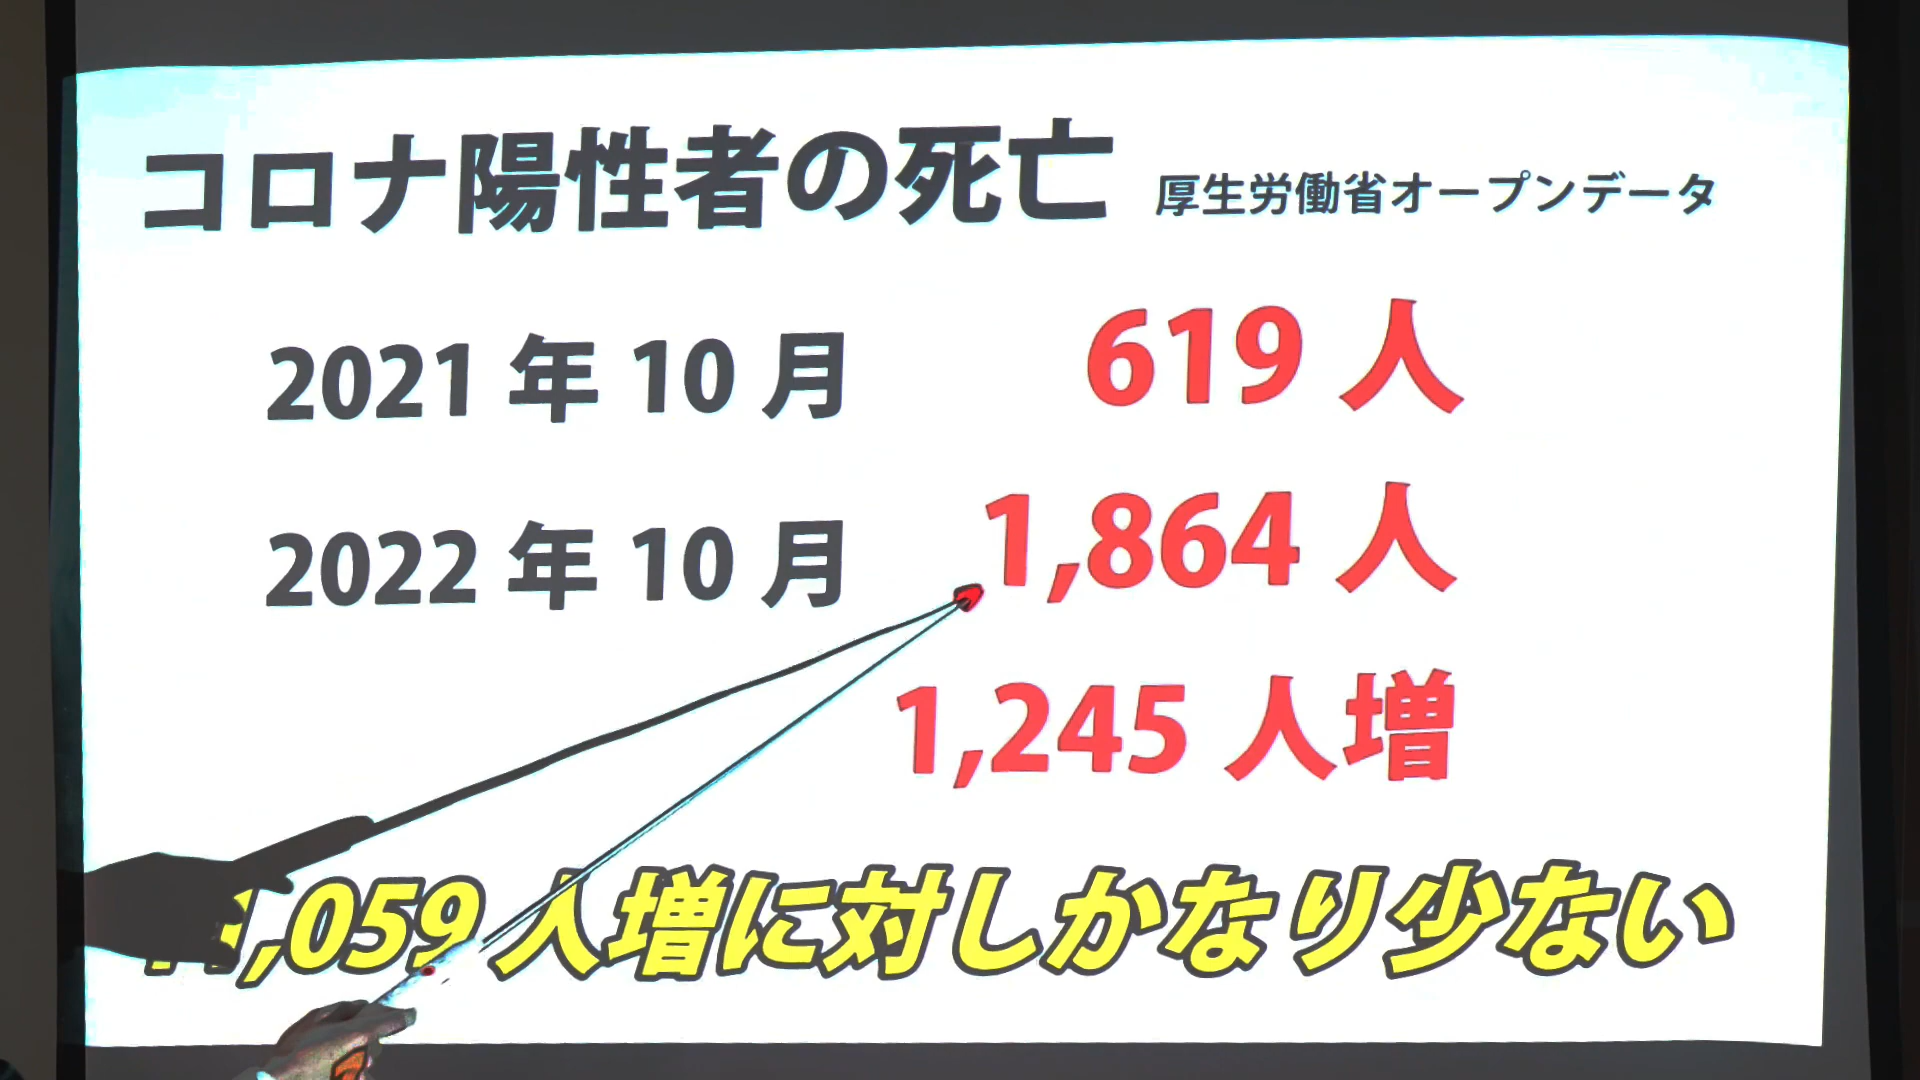 コロナ陽性者の死亡 厚生労働省オープンデータ
2021年10月 619人
2022年10月 1,864人
1,245人増
,059人増に対しかなり少ない